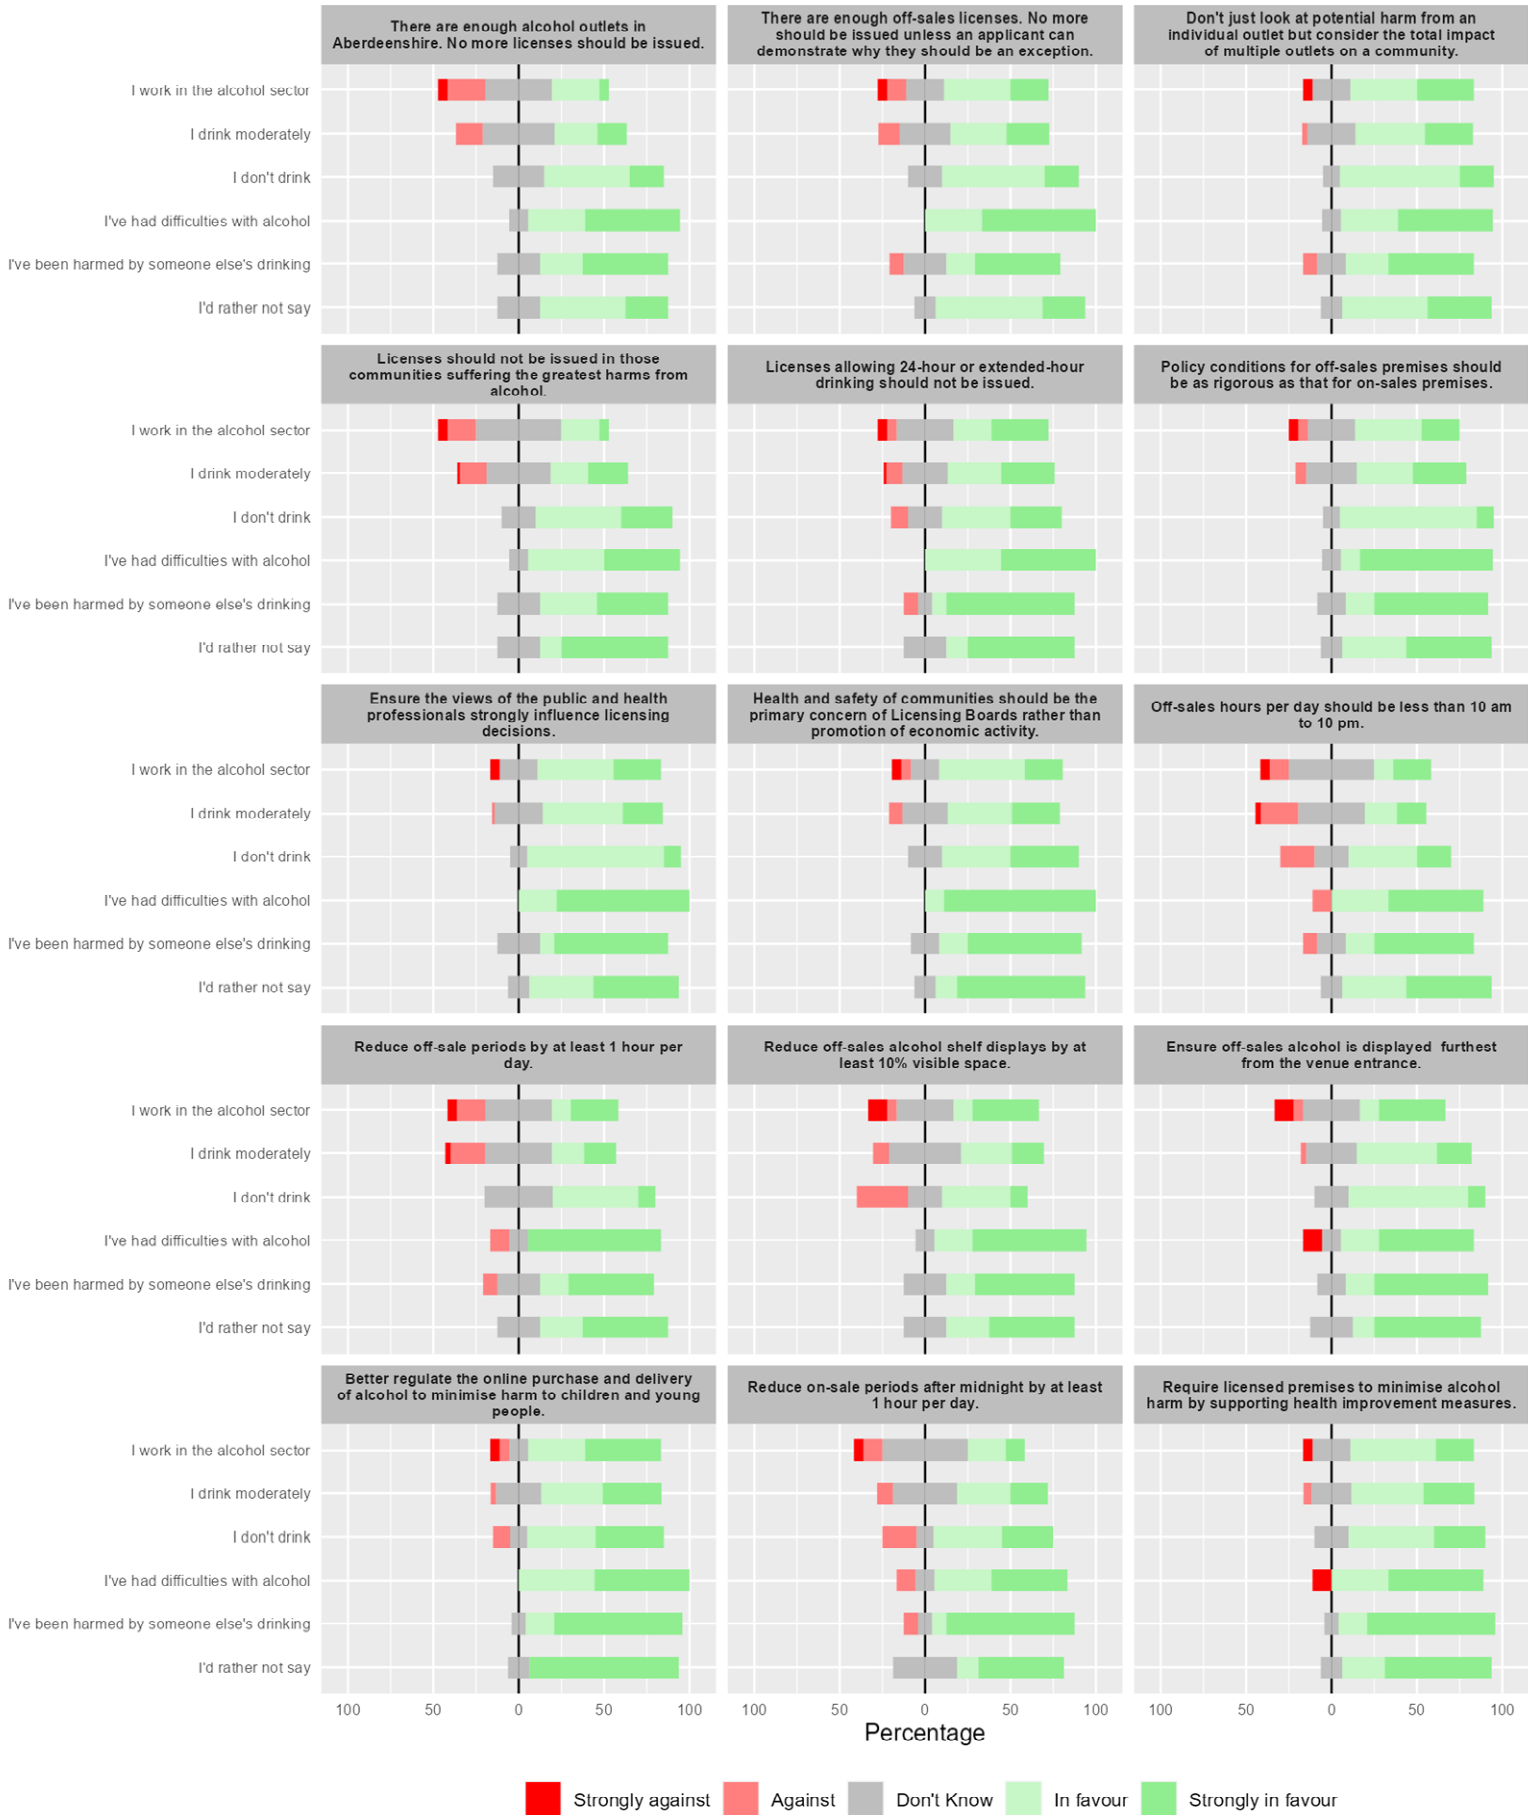 There are enough alcohol outlets in
Aberdeenshire. No more licenses should be issued.
There are enough off-sales licenses. No more
should be issued unless an applicant can
demonstrate why they should be an exception.
Don't just look at potential harm from an
individual outlet but consider the total impact
of multiple outlets on a community.
I work in the alcohol sector
I drink moderately
I don't drink
I've had difficulties with alcohol
I've been harmed by someone else's drinking
I'd rather not say
Licenses should not be issued in those
communities suffering the greatest harms from
alcohol.
Licenses allowing 24-hour or extended-hour
drinking should not be issued.
Policy conditions for off-sales premises should
be as rigorous as that for on-sales premises.
I work in the alcohol sector
I drink moderately
I don't drink
I've had difficulties with alcohol
I've been harmed by someone else's drinking
I'd rather not say
Ensure the views of the public and health
professionals strongly influence licensing
decisions.
Health and safety of communities should be the
primary concern of Licensing Boards rather than
promotion of economic activity.
Off-sales hours per day should be less than 10 am
to 10 pm.
I work in the alcohol sector
I drink moderately
I don't drink
I've had difficulties with alcohol
I've been harmed by someone else's drinking
I'd rather not say
Reduce off-sale periods by at least 1 hour per
day.
Reduce off-sales alcohol shelf displays by at
least 10% visible space.
Ensure off-sales alcohol is displayed  furthest
from the venue entrance.
I work in the alcohol sector
I drink moderately
I don't drink
I've had difficulties with alcohol
I've been harmed by someone else's drinking
I'd rather not say
Better regulate the online purchase and delivery
of alcohol to minimise harm to children and young
people.
Reduce on-sale periods after midnight by at least
1 hour per day.
Require licensed premises to minimise alcohol
harm by supporting health improvement measures.
I work in the alcohol sector
I drink moderately
I don't drink
I've had difficulties with alcohol
I've been harmed by someone else's drinking
I'd rather not say
100 50 0 50 100 100 50 0 50 100 100 50 0 50 100
Percentage
Strongly against Against Don't Know In favour Strongly in favour